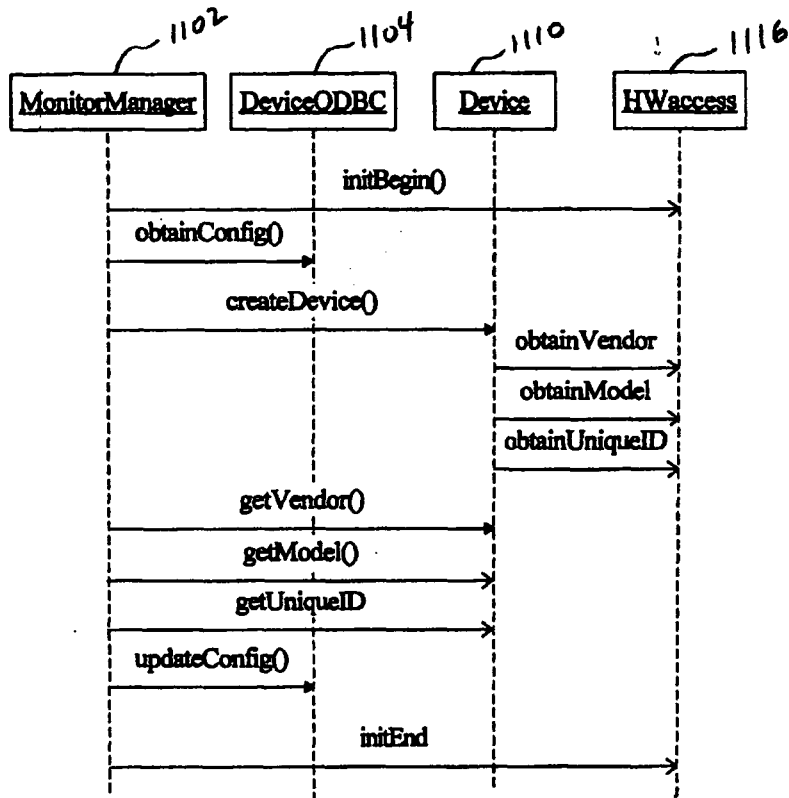 1102 1104 1110 1116
MonitorManager DeviceODBC Device HWaccess
initBegin()
obtainConfig()
createDevice()
obtainVendor
obtainModel
obtainUniqueID
getVendor()
getModel()
getUniqueID
updateConfig()
initEnd